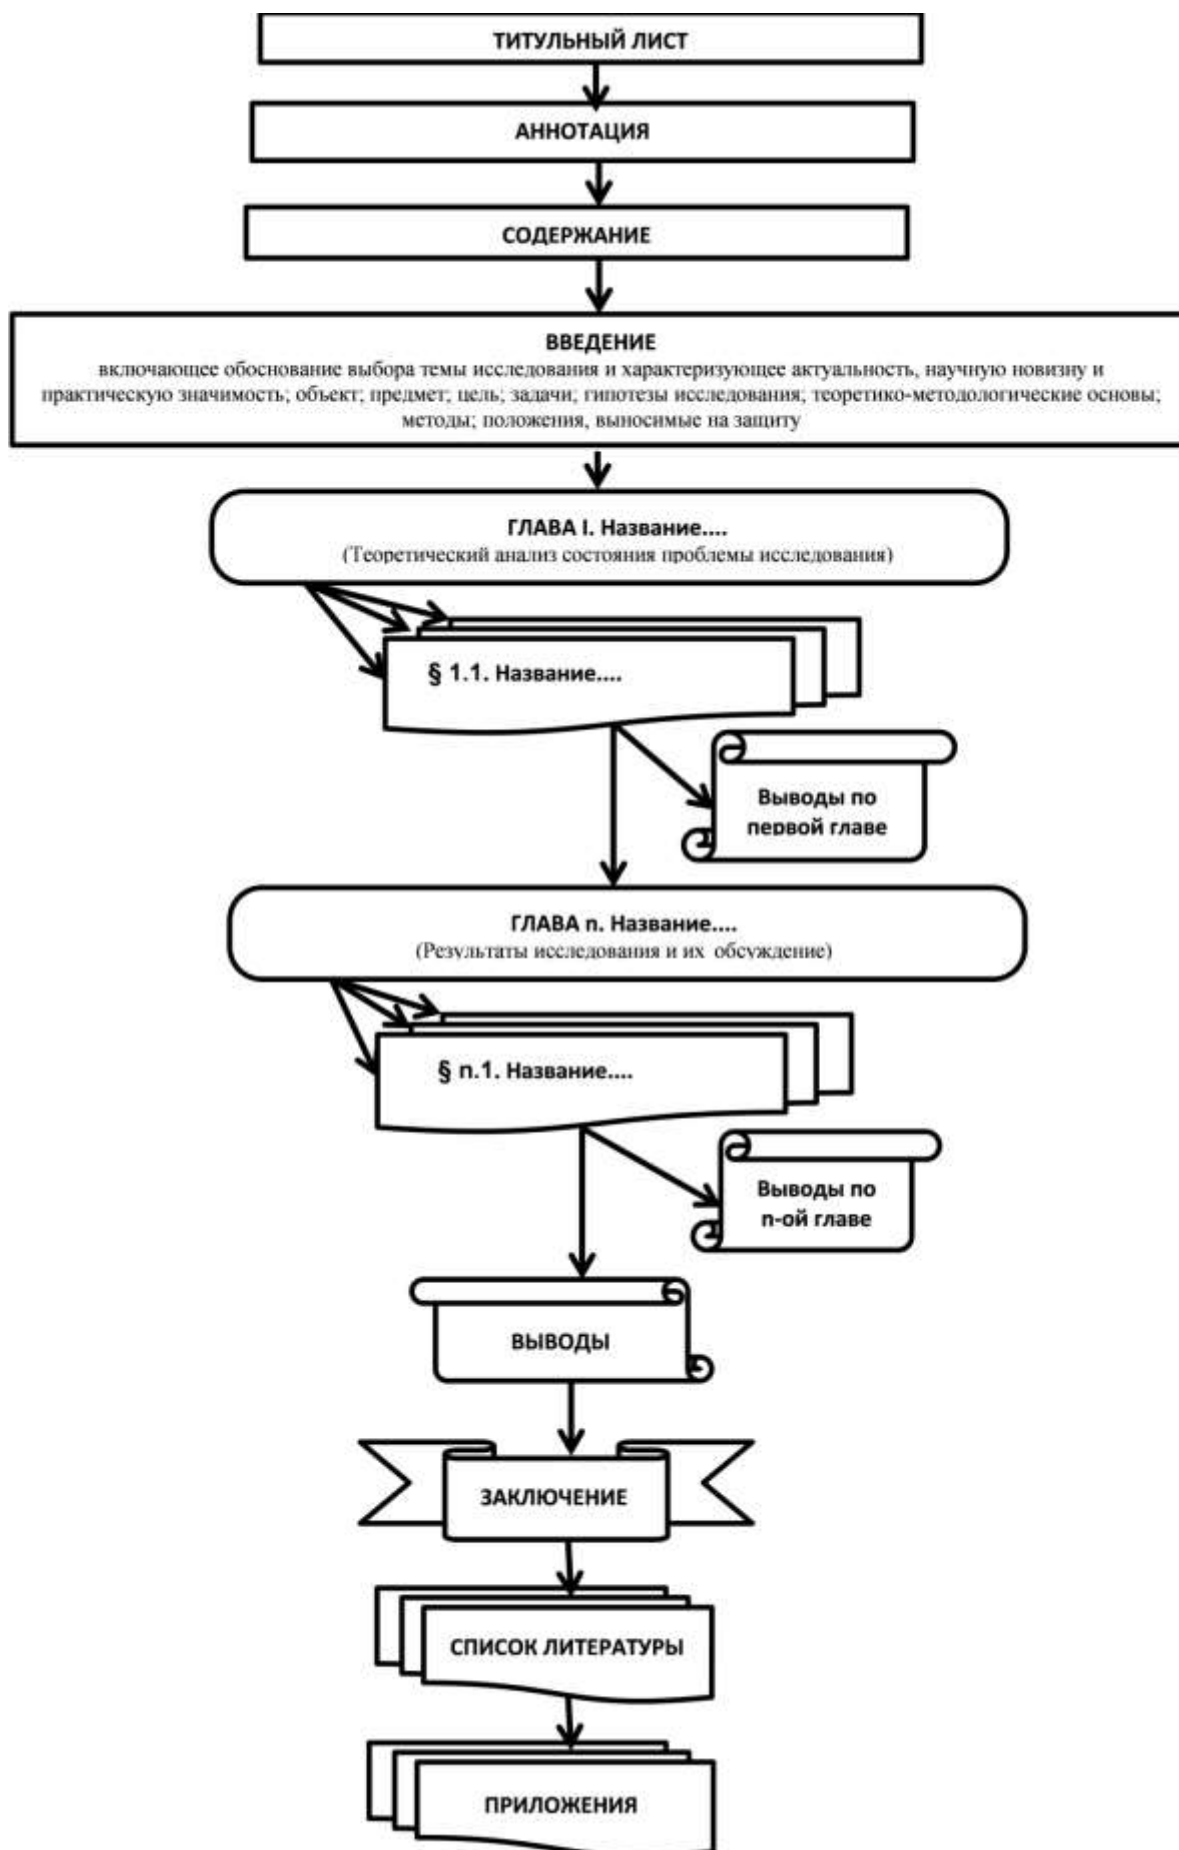 ТИТУЛЬНЫЙ ЛИСТ
АННОТАЦИЯ
СОДЕРЖАНИЕ
ВВЕДЕНИЕ
включающее обоснование выбора темы исследования и характеризующее актуальность, научную новизну и
практическую значимость; объект; предмет; цель; задачи; гипотезы исследования; теоретико-методологические основы;
методы; положения, выносимые на защиту
ГЛАВА I. Название....
(Теоретический анализ состояния проблемы исследования)
§ 1.1. Название....
Выводы по
первой главе
ГЛАВА n. Название....
(Результаты исследования и их обсуждение)
§ n.1. Название....
Выводы по
n-ой главе
ВЫВОДЫ
ЗАКЛЮЧЕНИЕ
СПИСОК ЛИТЕРАТУРЫ
ПРИЛОЖЕНИЯ